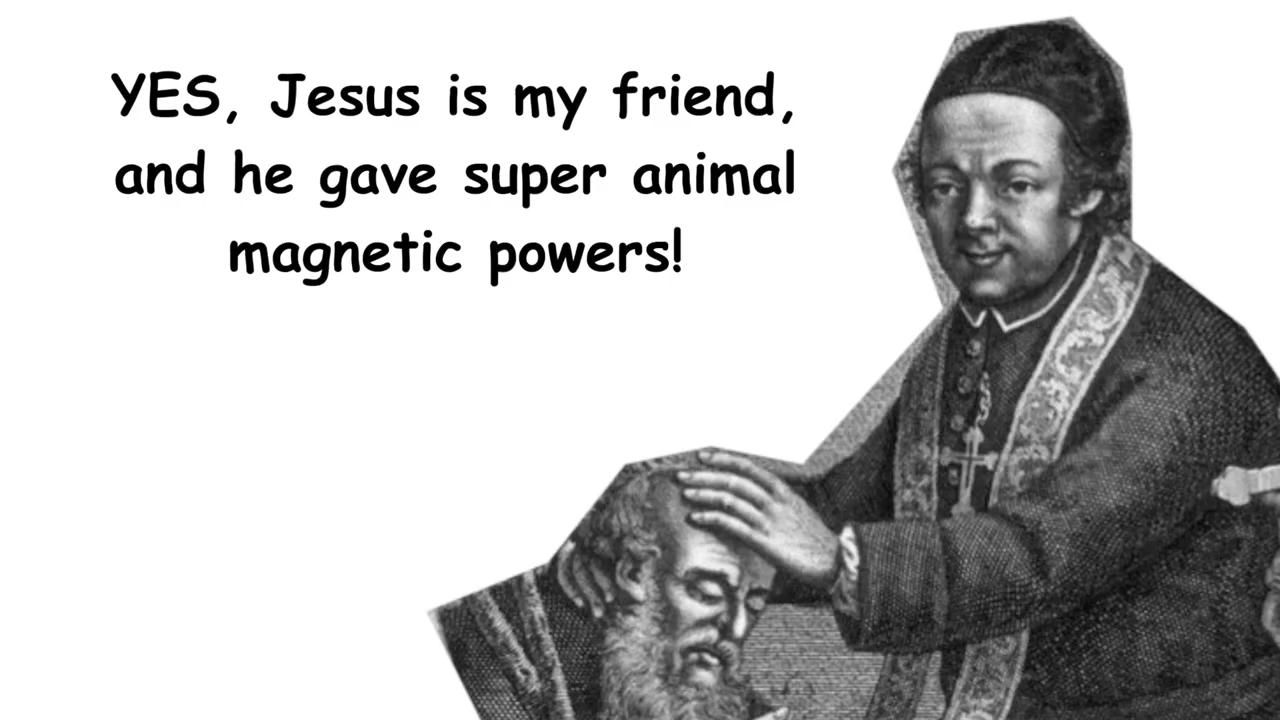 YES, Jesus is my friend,
and he gave super animal
magnetic powers!